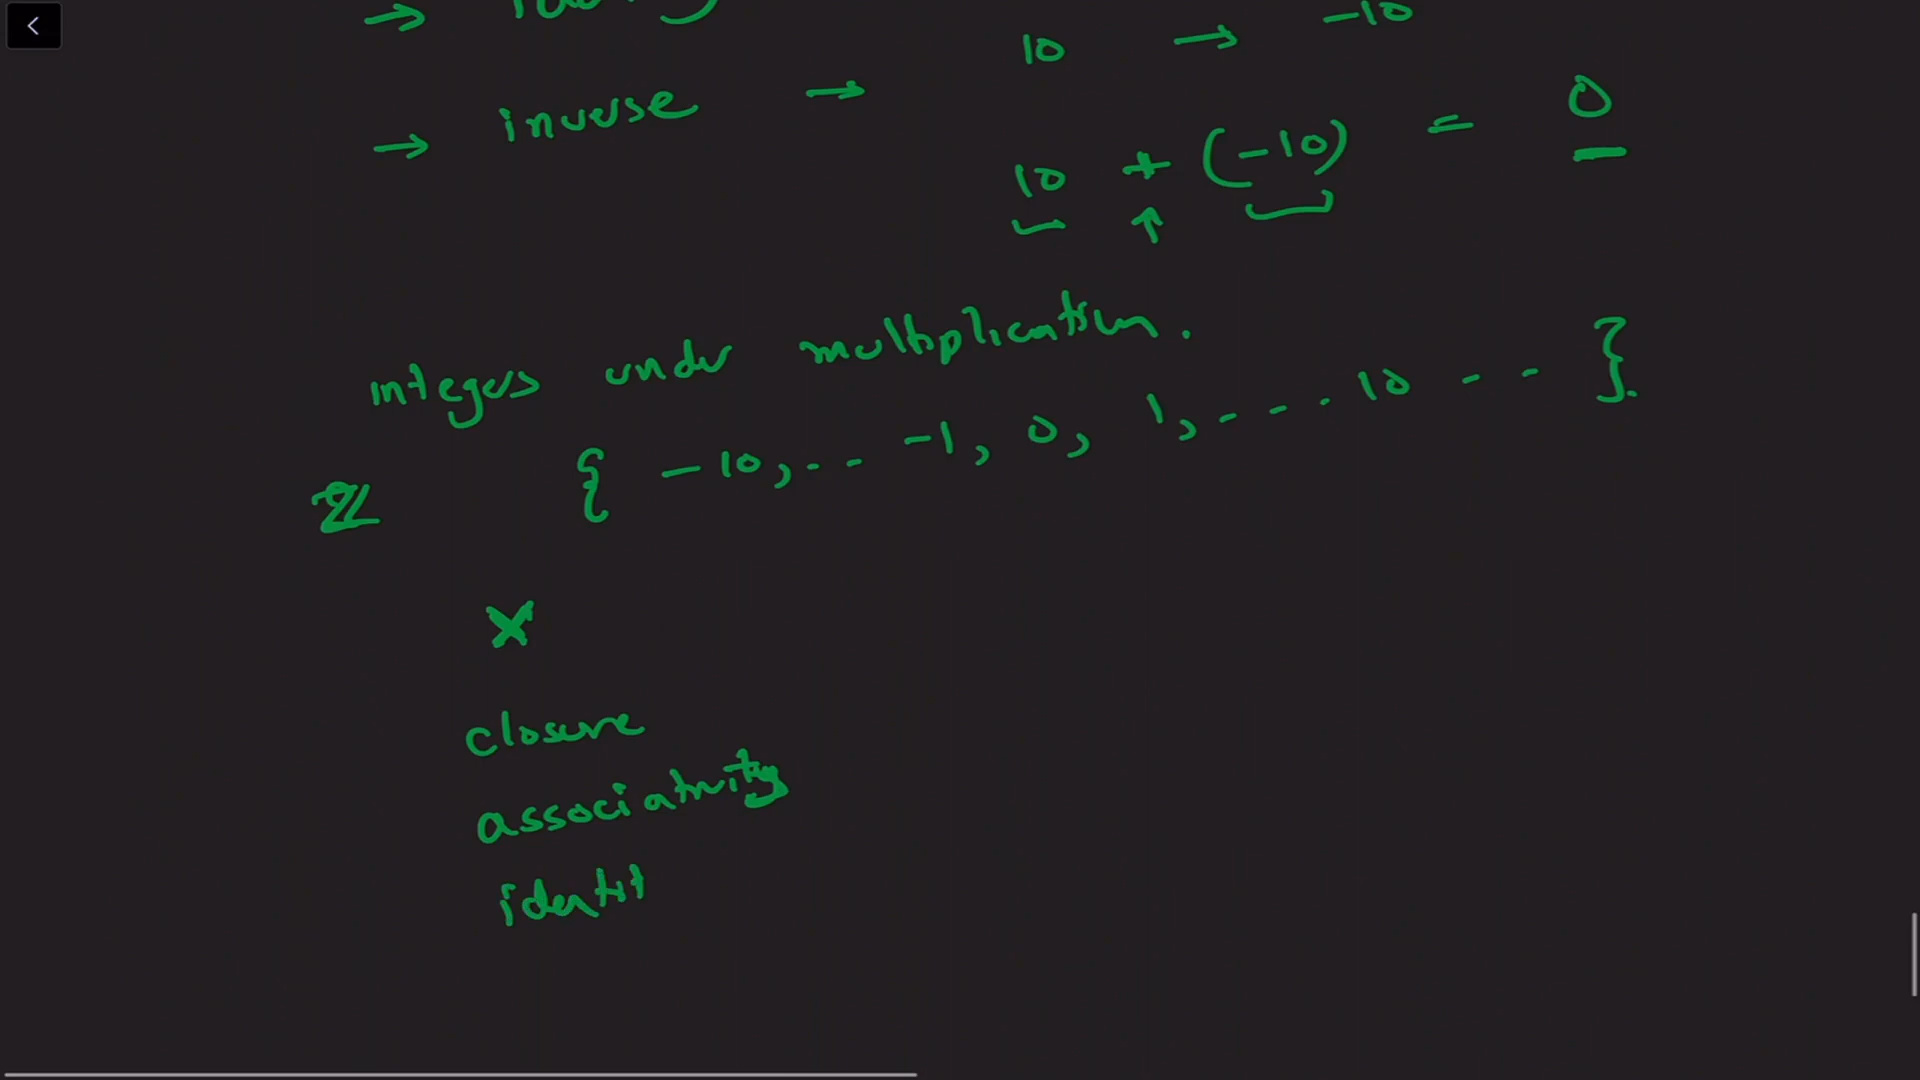 → 10 → -10
→ inverse →
10 + (-10) = 0
integers under multiplication.
ℤ { -10, .. -1, 0, 1, .... 10 -- }.
×
closure
associativity
identit